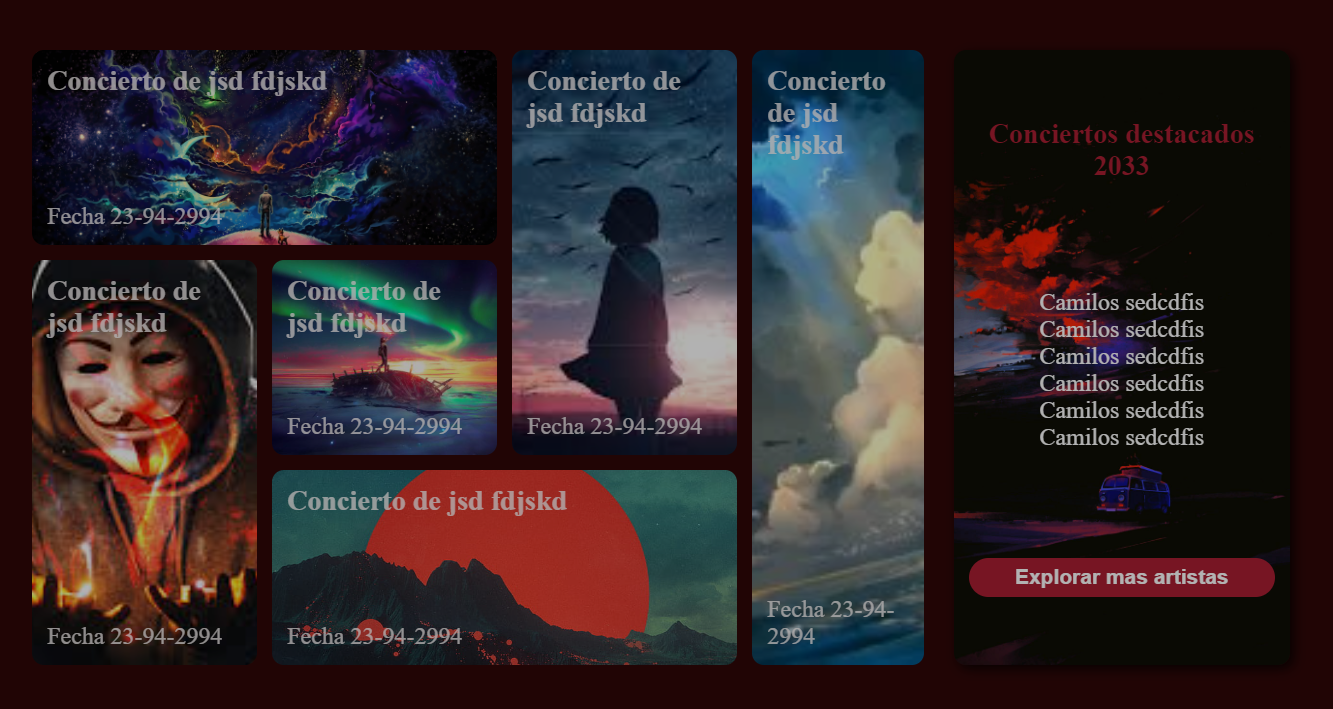 Concierto de jsd fdjskd
Fecha 23-94-2994
Concierto de
jsd fdjskd
Fecha 23-94-2994
Concierto
de jsd
fdjskd
Fecha 23-94-
2994
Concierto de
jsd fdjskd
Fecha 23-94-2994
Concierto de
jsd fdjskd
Fecha 23-94-2994
Concierto de jsd fdjskd
Fecha 23-94-2994
Conciertos destacados
2033
Camilos sedcdfis
Camilos sedcdfis
Camilos sedcdfis
Camilos sedcdfis
Camilos sedcdfis
Camilos sedcdfis
Explorar mas artistas